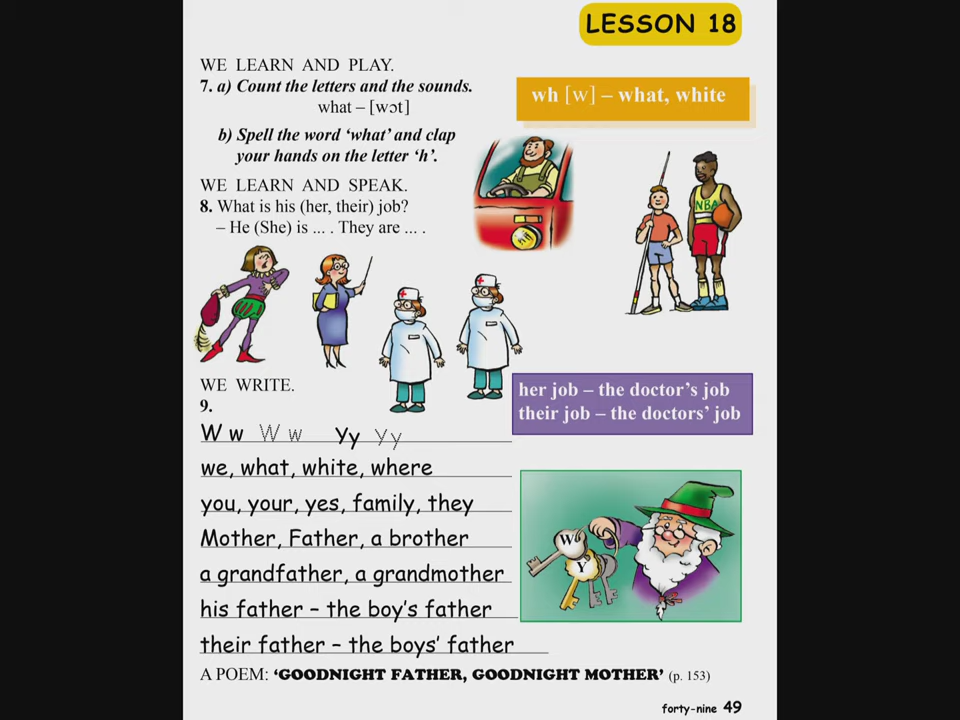 LESSON 18
WE LEARN AND PLAY.
7. a) Count the letters and the sounds.
what – [wɔt]
b) Spell the word ‘what’ and clap
your hands on the letter ‘h’.
wh [w] – what, white
WE LEARN AND SPEAK.
8. What is his (her, their) job?
– He (She) is ... . They are ... .
NBA
WE WRITE.
9.
her job – the doctor’s job
their job – the doctors’ job
W w W w Yy Yy
we, what, white, where
you, your, yes, family, they
Mother, Father, a brother
a grandfather, a grandmother
his father – the boy’s father
their father – the boys’ father
W
Y
A POEM: ‘GOODNIGHT FATHER, GOODNIGHT MOTHER’ (p. 153)
forty-nine 49